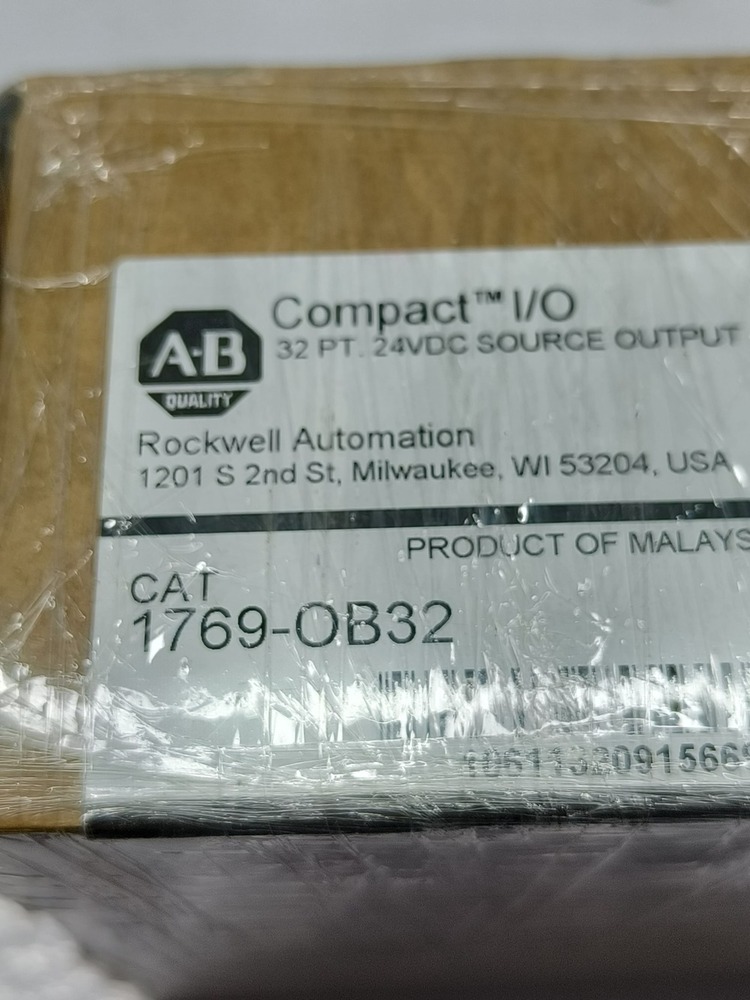 A-B
QUALITY
Compact™ I/O
32 PT. 24VDC SOURCE OUTPUT
Rockwell Automation
1201 S 2nd St, Milwaukee, WI 53204, USA
PRODUCT OF MALAYS
CAT
1769-OB32